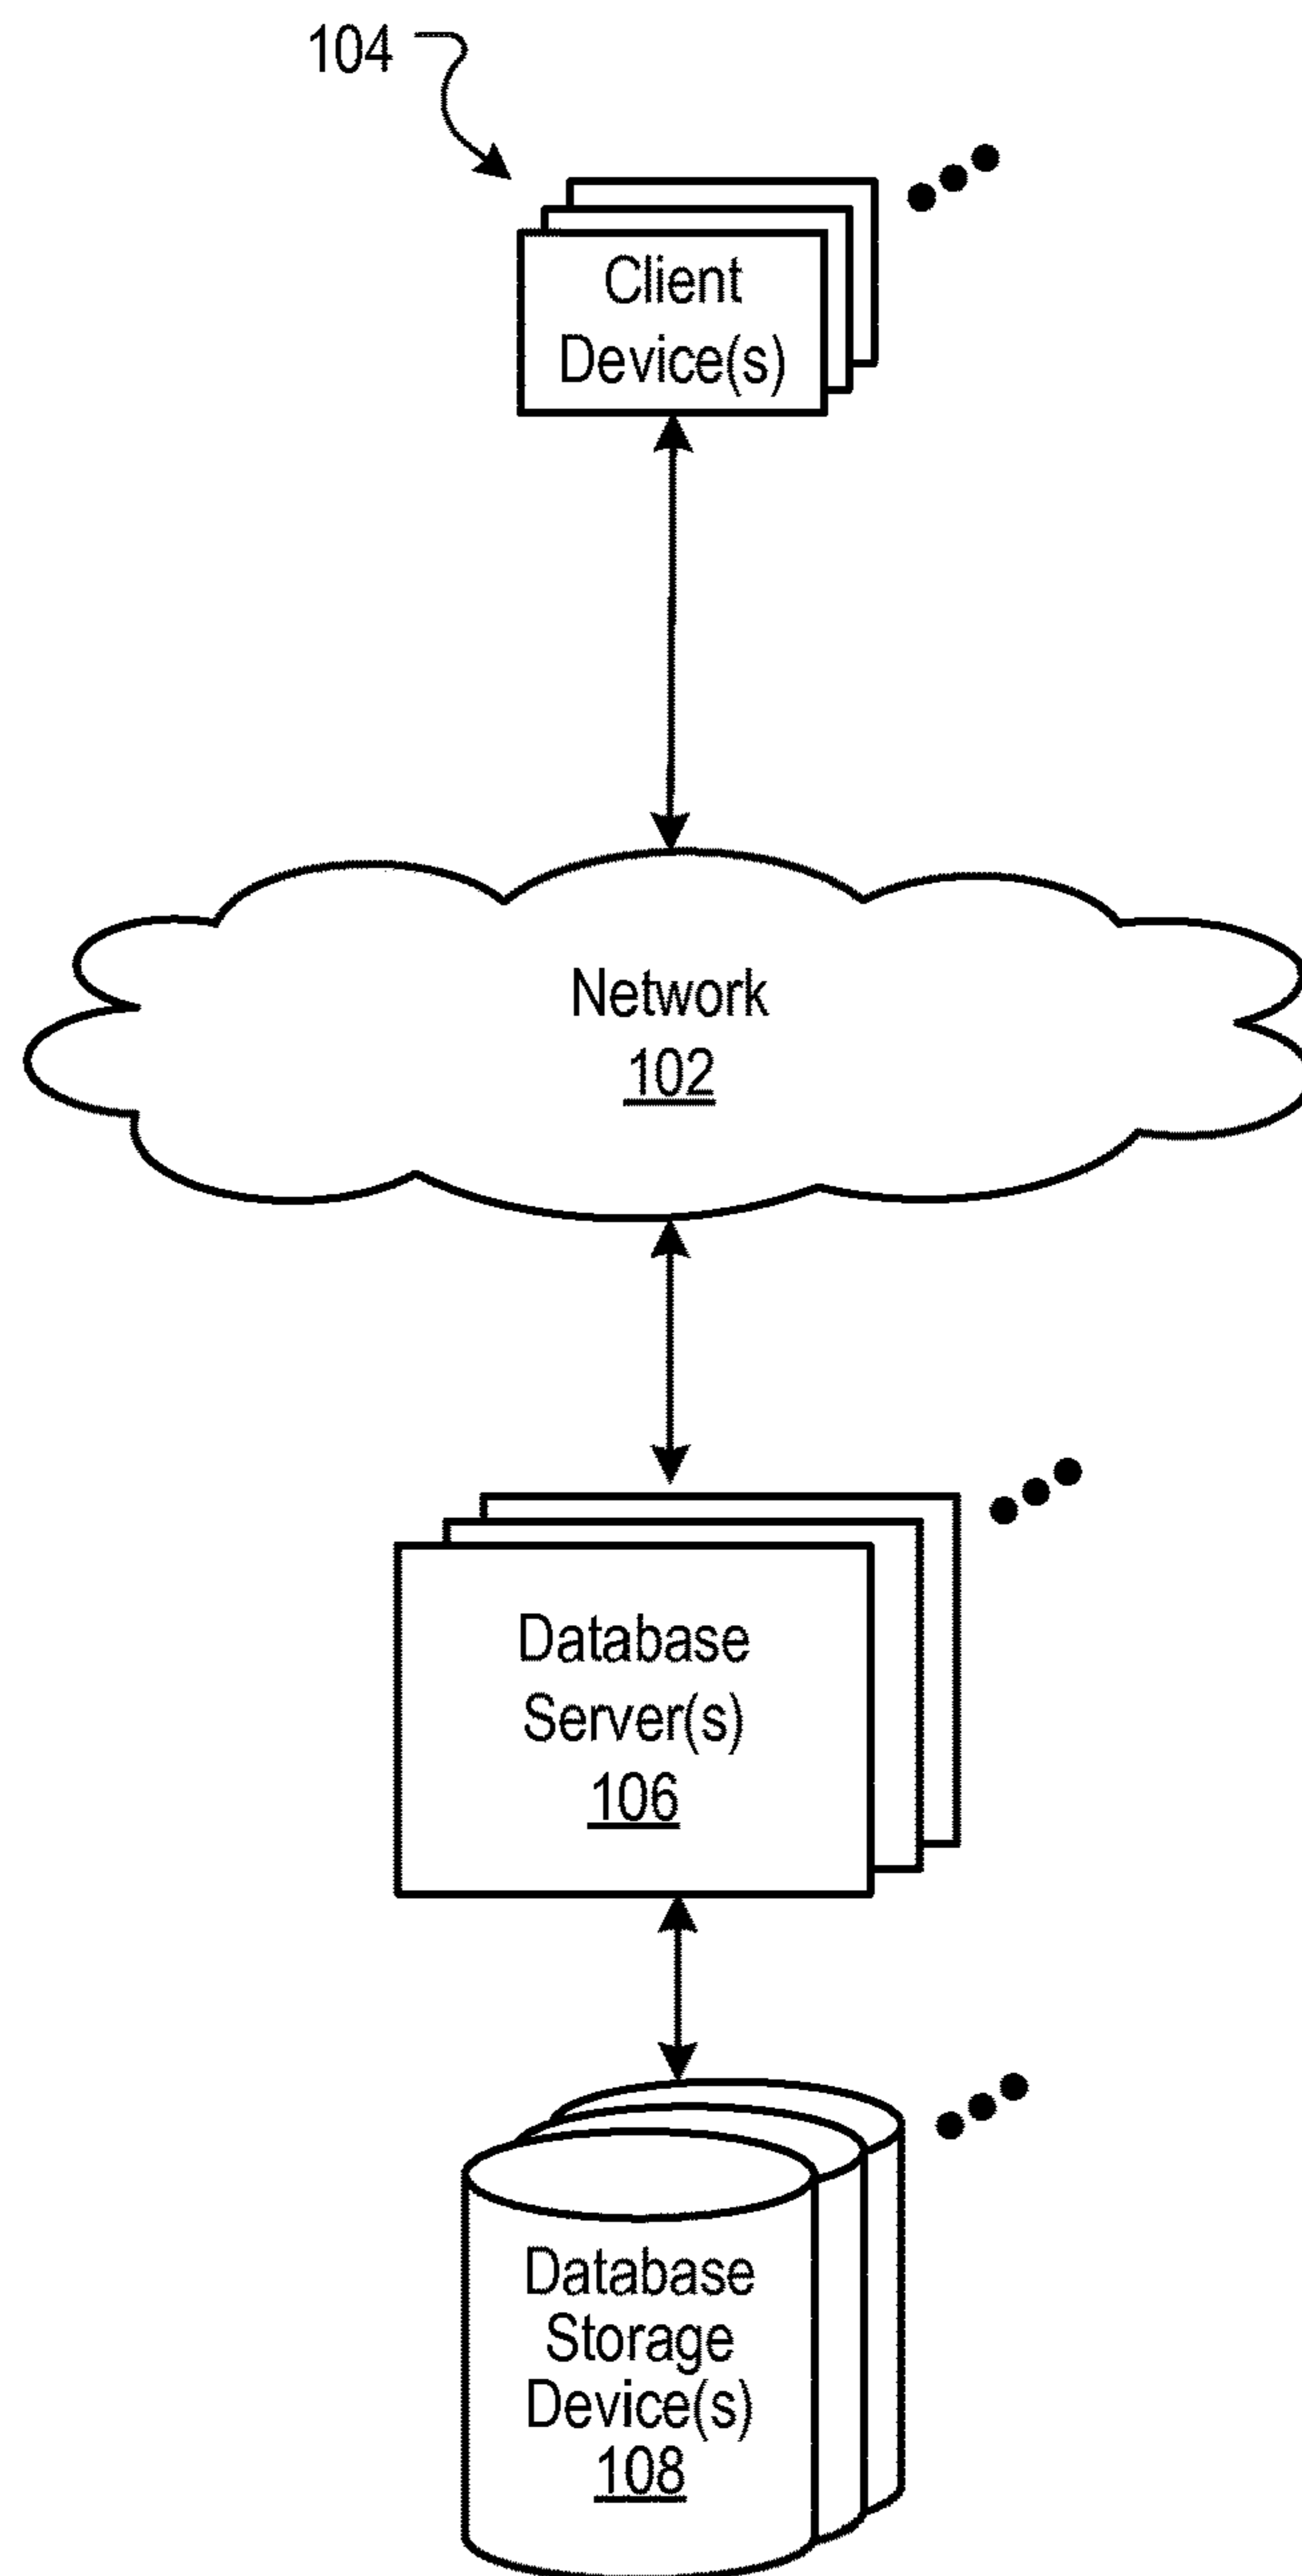 104
Client
Device(s)
Network
102
Database
Server(s)
106
Database
Storage
Device(s)
108